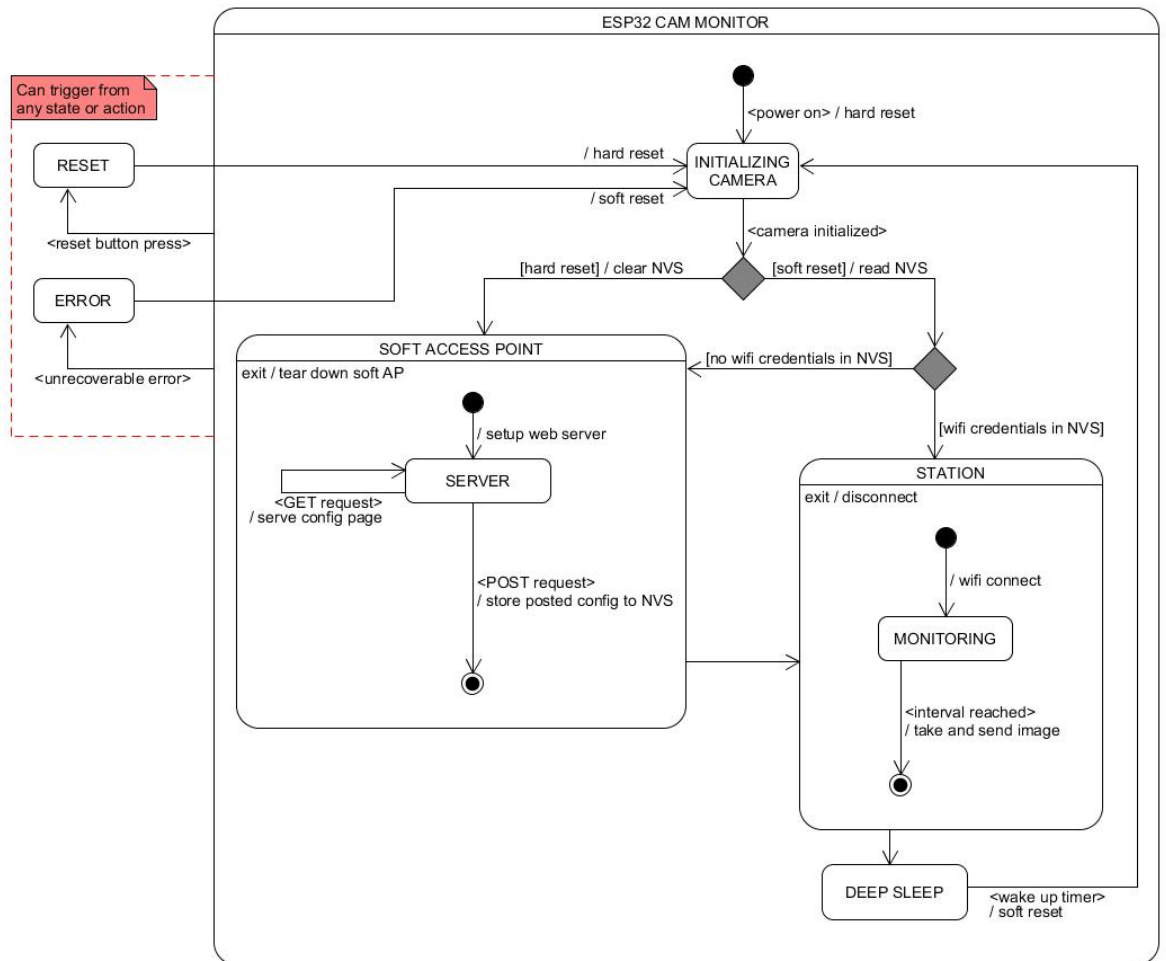 ESP32 CAM MONITOR
Can trigger from
any state or action
<power on> / hard reset
RESET
/ hard reset
INITIALIZING
CAMERA
/ soft reset
<reset button press>
<camera initialized>
[hard reset] / clear NVS
[soft reset] / read NVS
ERROR
<unrecoverable error>
SOFT ACCESS POINT
exit / tear down soft AP
[no wifi credentials in NVS]
/ setup web server
[wifi credentials in NVS]
SERVER
<GET request>
/ serve config page
STATION
exit / disconnect
<POST request>
/ store posted config to NVS
/ wifi connect
MONITORING
<interval reached>
/ take and send image
DEEP SLEEP
<wake up timer>
/ soft reset